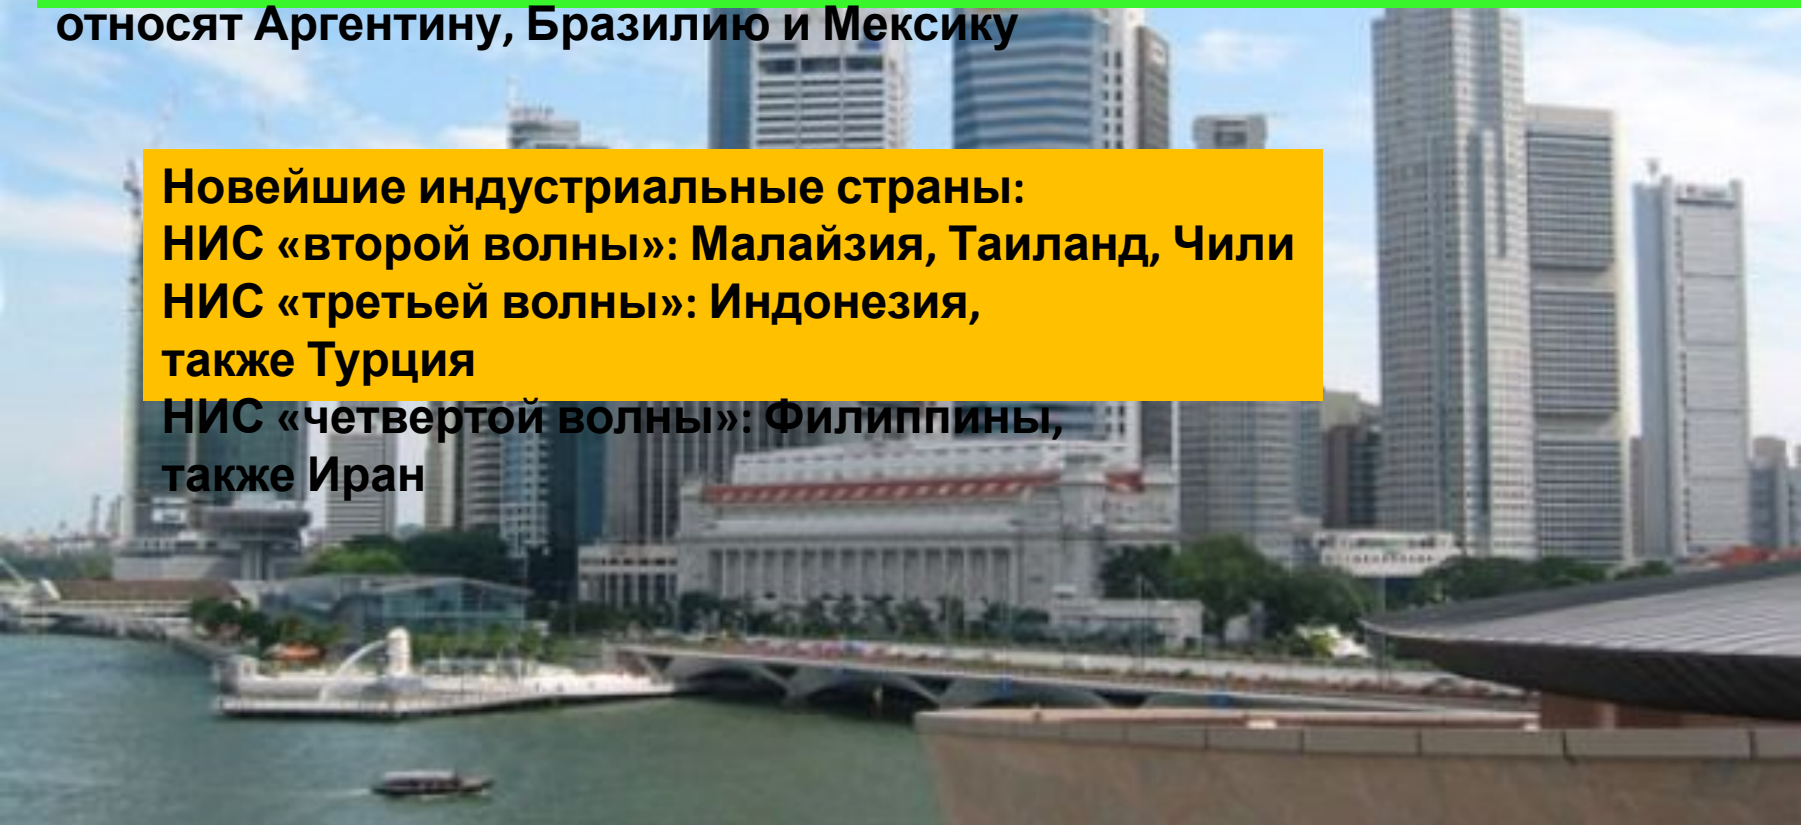 относят Аргентину, Бразилию и Мексику
Новейшие индустриальные страны:
НИС «второй волны»: Малайзия, Таиланд, Чили
НИС «третьей волны»: Индонезия,
также Турция
НИС «четвертой волны»: Филиппины,
также Иран